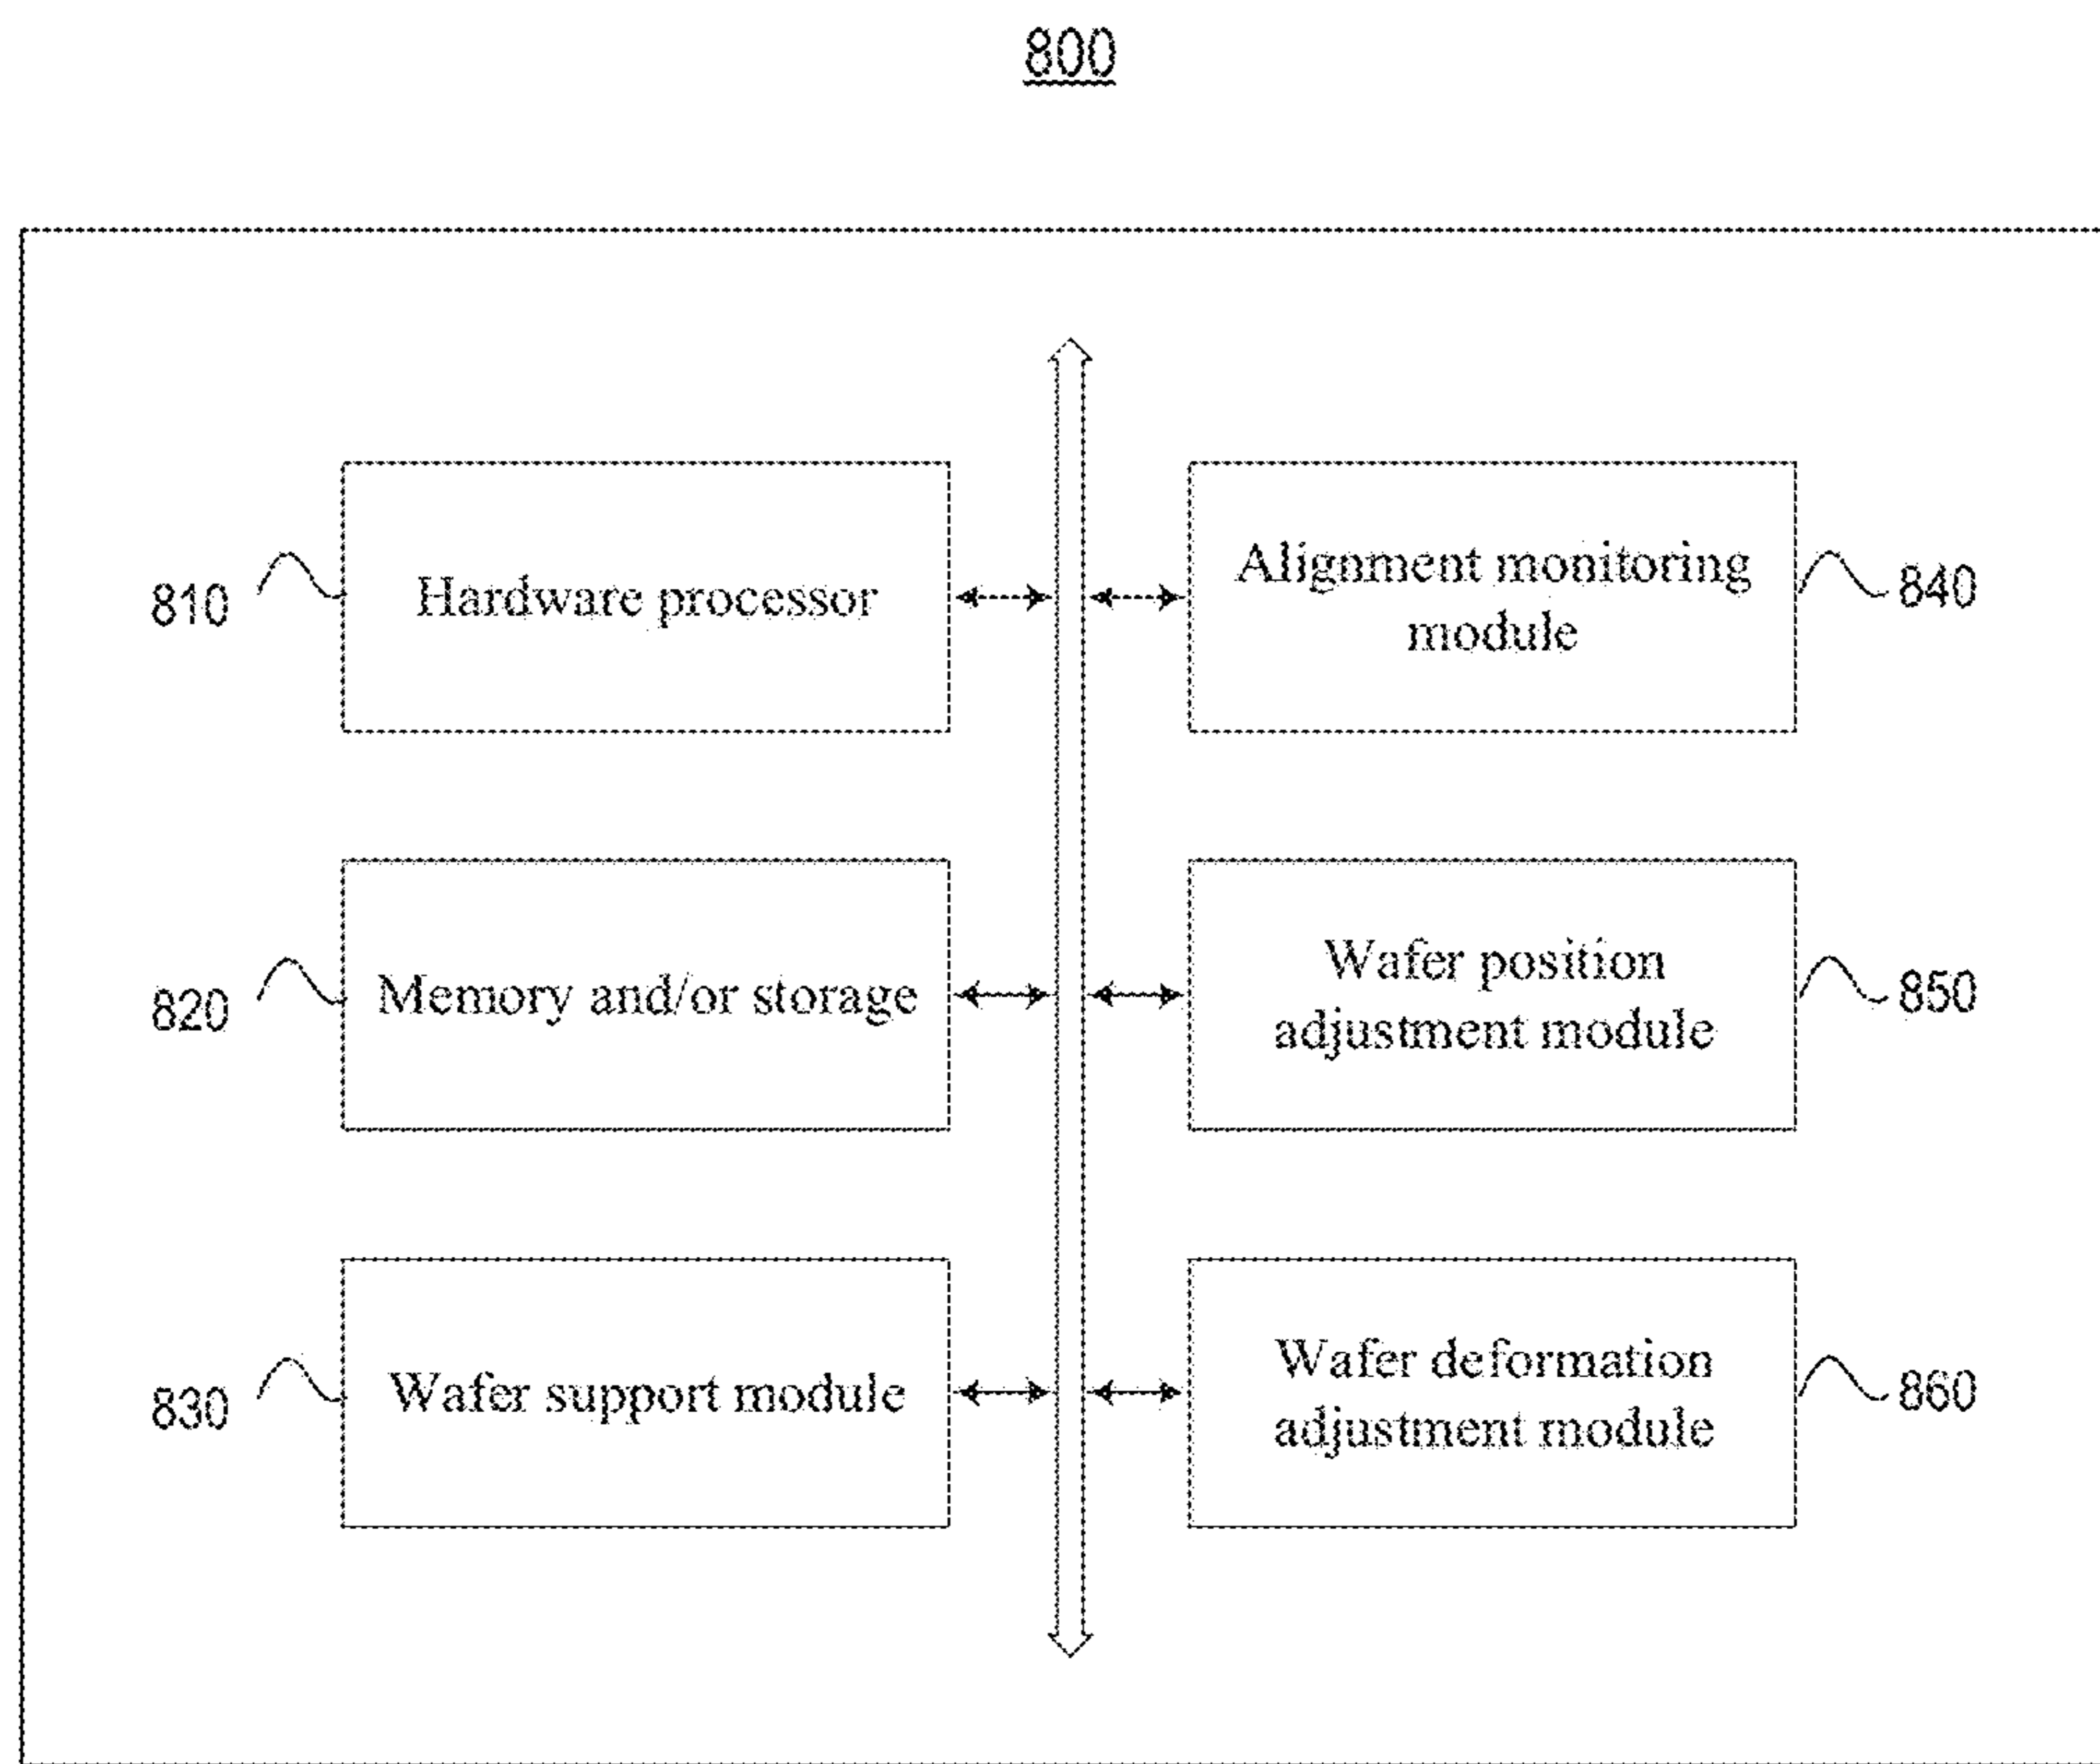 800
810
Hardware processor
Alignment monitoring
module
840
820
Memory and/or storage
Wafer position
adjustment module
850
830
Wafer support module
Wafer deformation
adjustment module
860